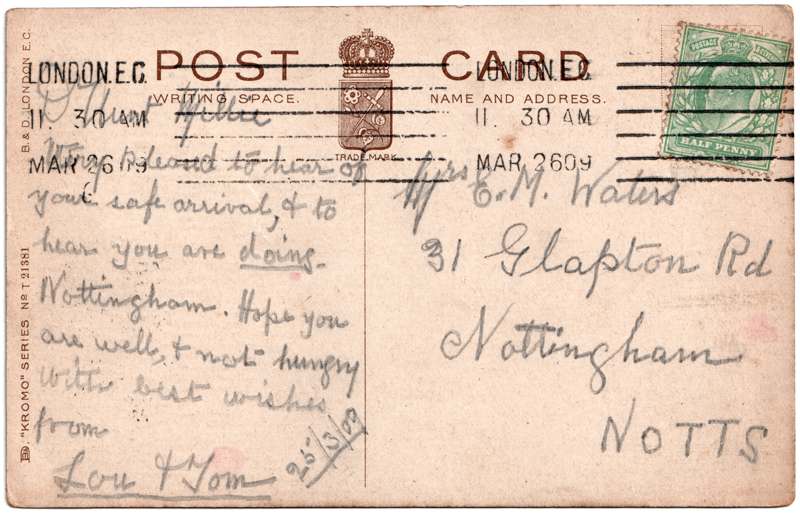 POST CARD
WRITING SPACE.
NAME AND ADDRESS.
TRADE MARK
LONDON.E.C.
11. 30 AM
MAR 26 09
LONDON.E.C.
11. 30 AM
MAR 26 09
POSTAGE
HALF PENNY
D Aunt Millie
Very pleased to hear of
your safe arrival, & to
hear you are doing
Nottingham. Hope you
are well, & not hungry
with best wishes
from
Lou & Tom
25/3/09
Mrs E. M. Waters
31 Glapton Rd
Nottingham
NOTTS
B. & D. LONDON E.C.
"KROMO" SERIES No T 21381